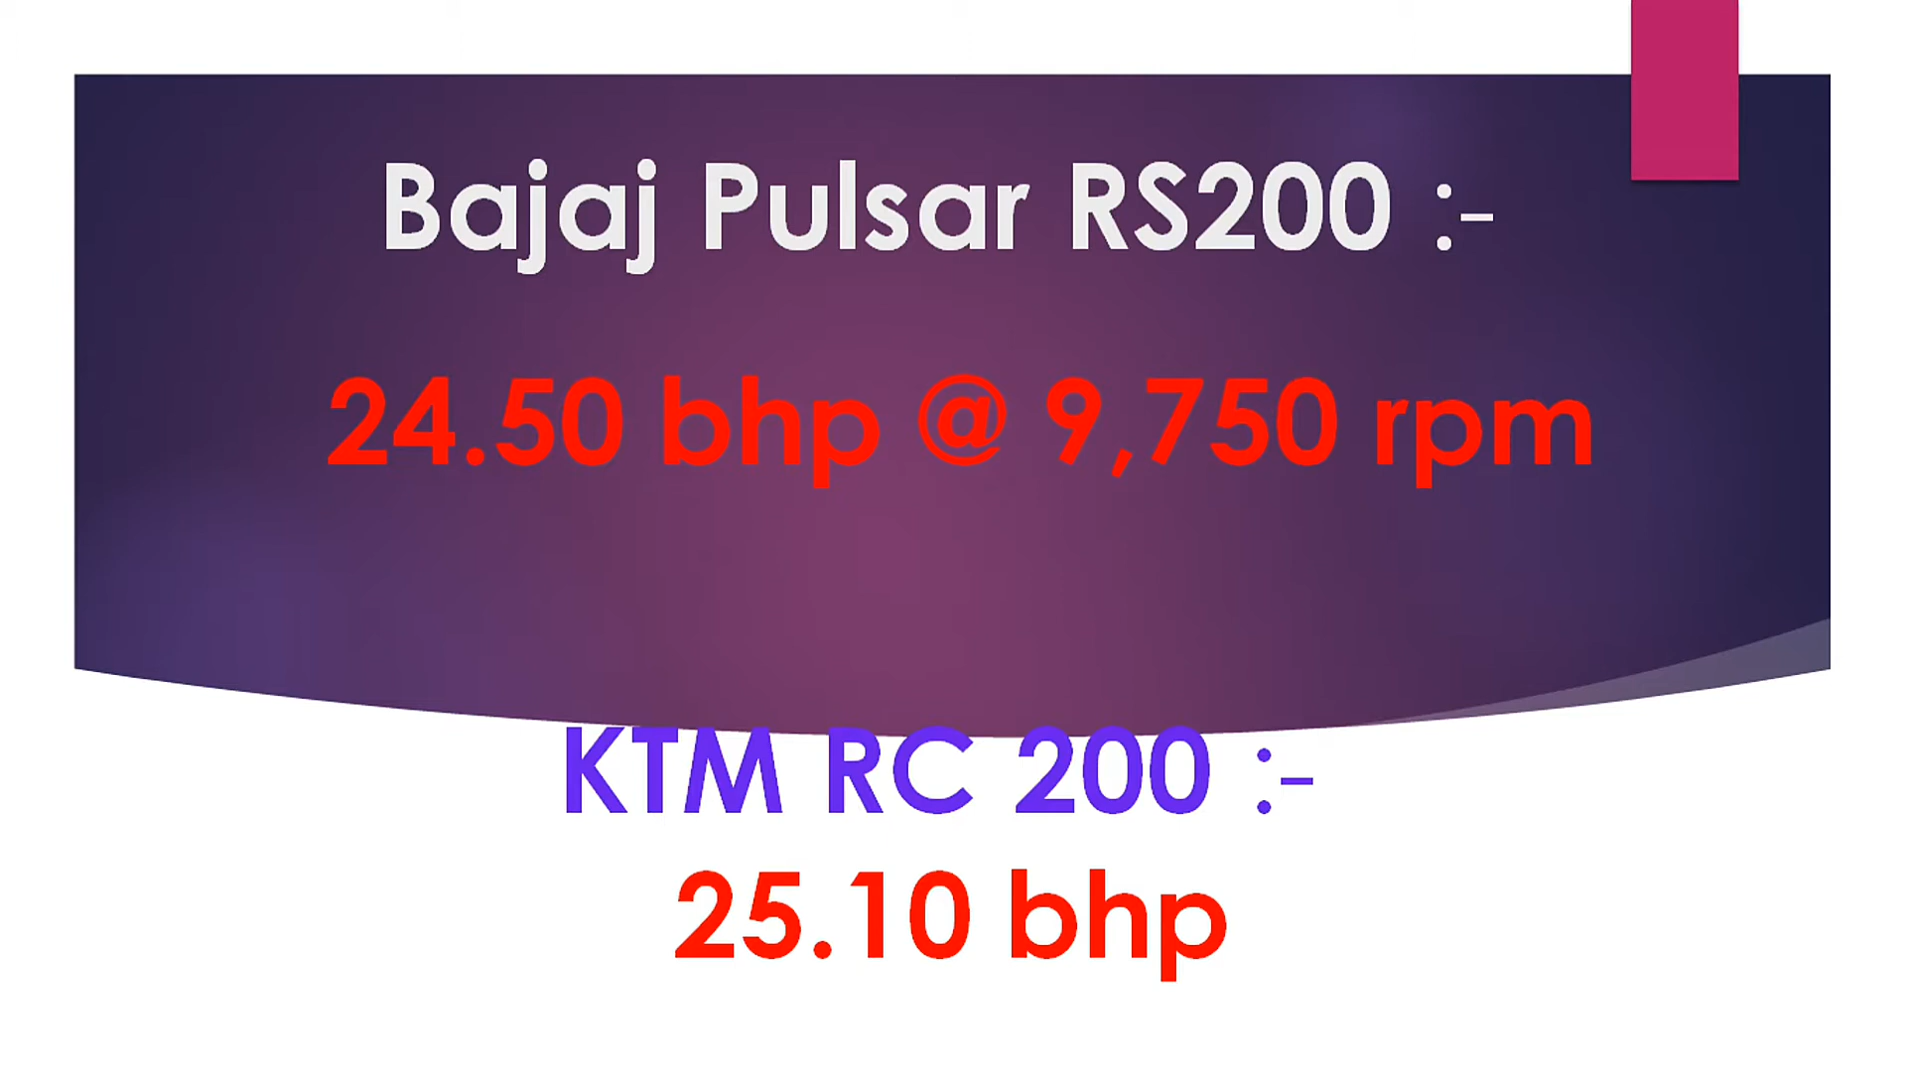 Bajaj Pulsar RS200 :-
24.50 bhp @ 9,750 rpm
KTM RC 200 :-
25.10 bhp